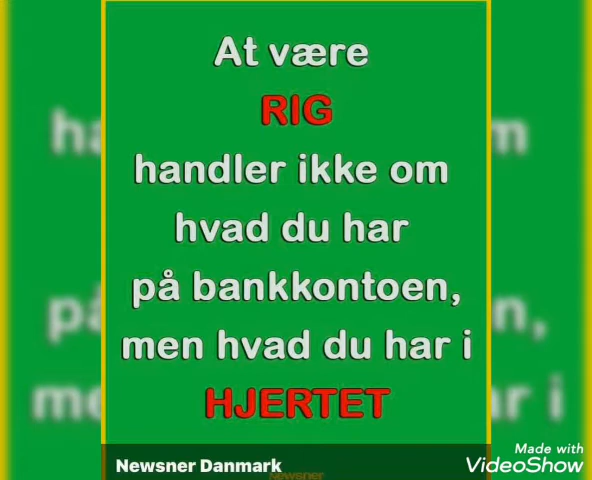 At være
RIG
handler ikke om
hvad du har
på bankkontoen,
men hvad du har i
HJERTET
Newsner Danmark
Newsner
Made with
VideoShow